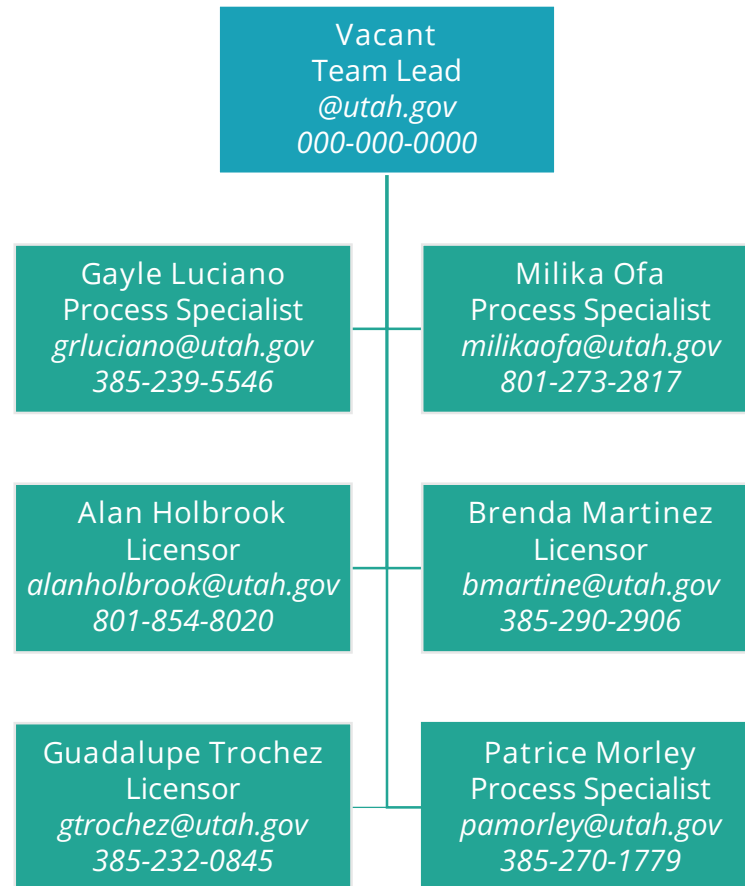 Vacant
Team Lead
@utah.gov
000-000-0000
Gayle Luciano
Process Specialist
grluciano@utah.gov
385-239-5546
Milika Ofa
Process Specialist
milikaofa@utah.gov
801-273-2817
Alan Holbrook
Licensor
alanholbrook@utah.gov
801-854-8020
Brenda Martinez
Licensor
bmartine@utah.gov
385-290-2906
Guadalupe Trochez
Licensor
gtrochez@utah.gov
385-232-0845
Patrice Morley
Process Specialist
pamorley@utah.gov
385-270-1779